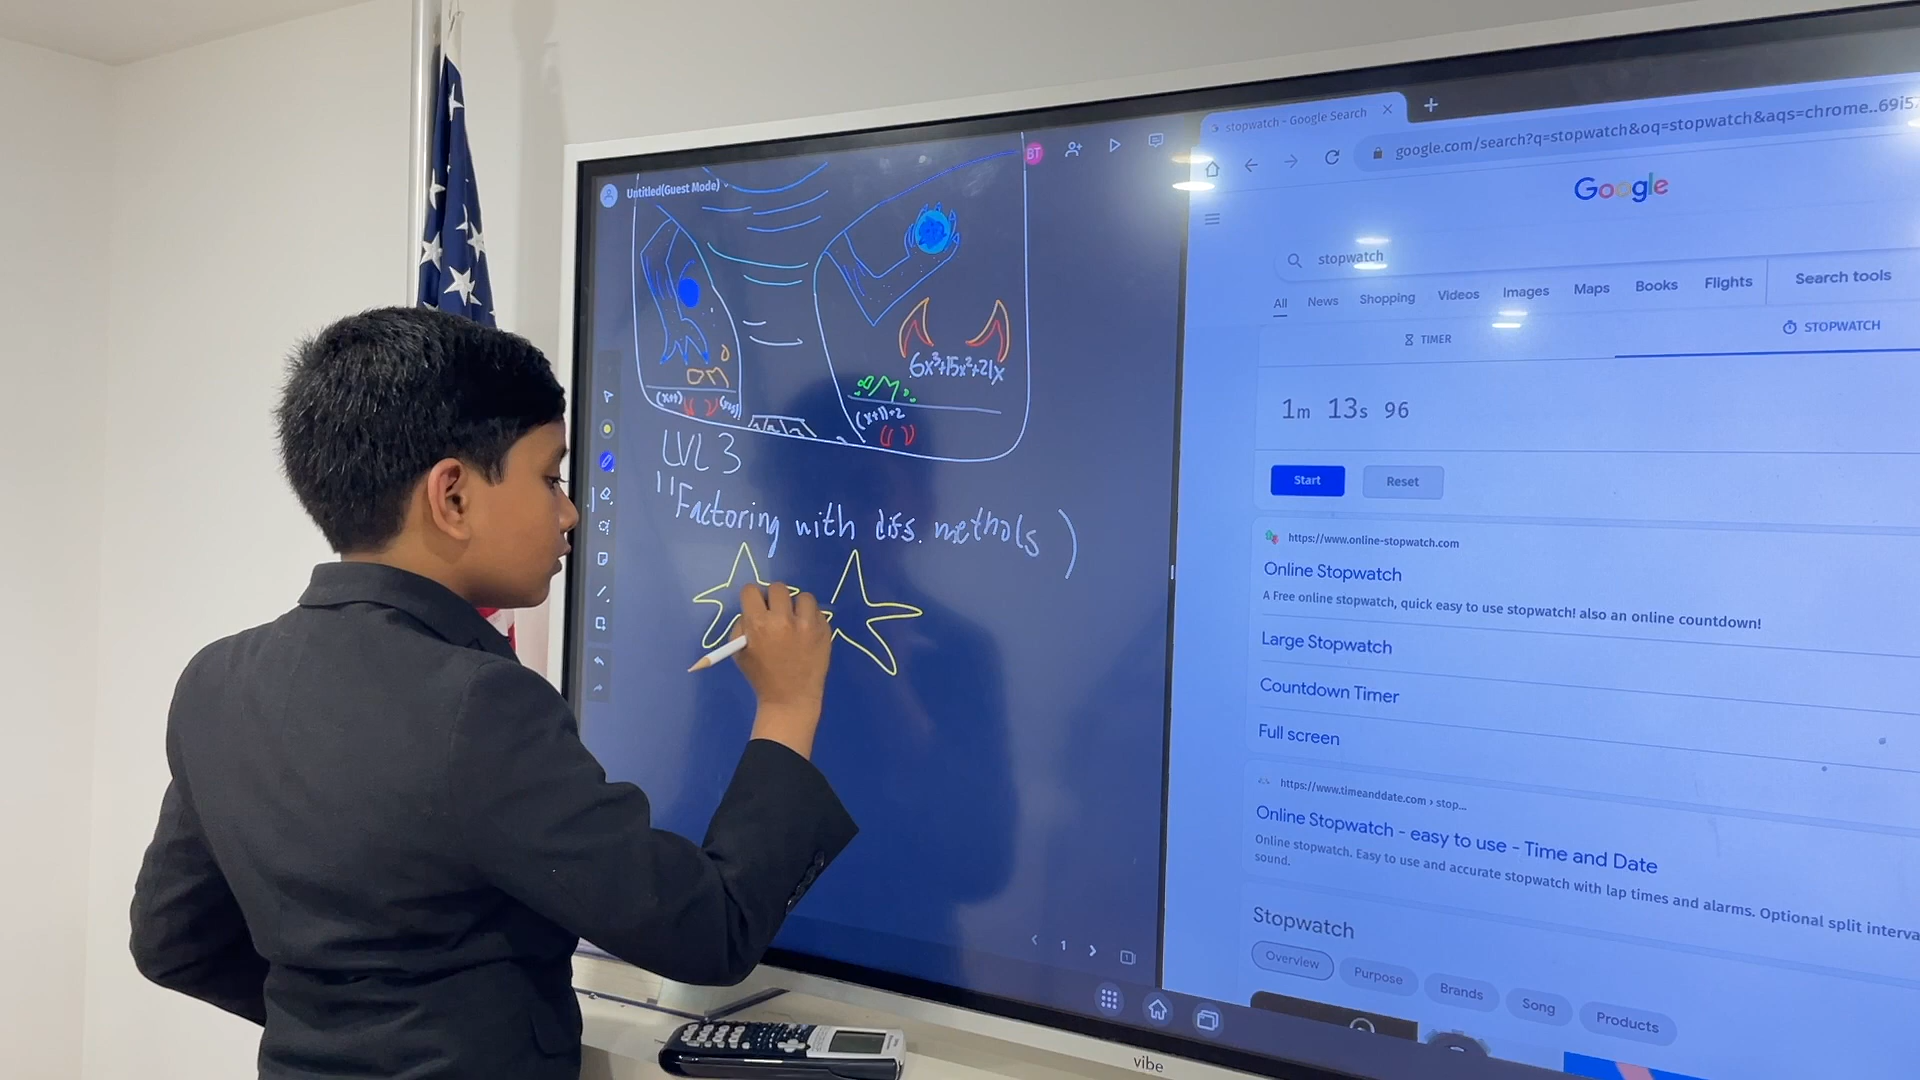 Untitled(Guest Mode)
BT
6x³+15x²+21x
(x+1)+2
LVL 3
"Factoring with difs. methols )
1
stopwatch - Google Search
google.com/search?q=stopwatch&oq=stopwatch&aqs=chrome..69i57
Google
stopwatch
All News Shopping Videos Images Maps Books Flights Search tools
TIMER STOPWATCH
1m 13s 96
Start Reset
https://www.online-stopwatch.com
Online Stopwatch
A Free online stopwatch, quick easy to use stopwatch! also an online countdown!
Large Stopwatch
Countdown Timer
Full screen
https://www.timeanddate.com › stop...
Online Stopwatch - easy to use - Time and Date
Online stopwatch. Easy to use and accurate stopwatch with lap times and alarms. Optional split interva
sound.
Stopwatch
Overview Purpose Brands Song Products
vibe